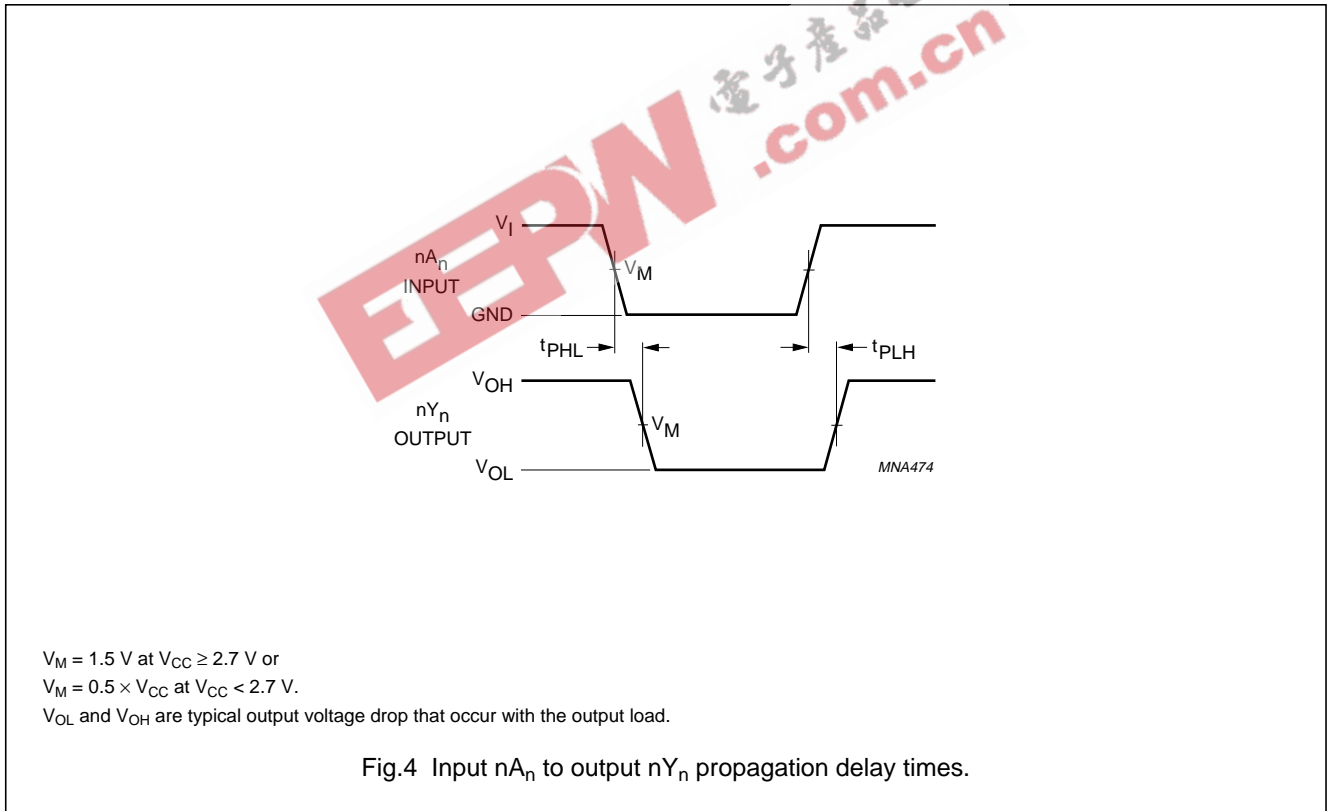 電子產品
EEPW
.com.cn
V_I
nA_n
INPUT
V_M
GND
t_PHL
t_PLH
V_OH
nY_n
OUTPUT
V_M
V_OL
MNA474
V_M = 1.5 V at V_CC ≥ 2.7 V or
V_M = 0.5 × V_CC at V_CC < 2.7 V.
V_OL and V_OH are typical output voltage drop that occur with the output load.
Fig.4 Input nA_n to output nY_n propagation delay times.